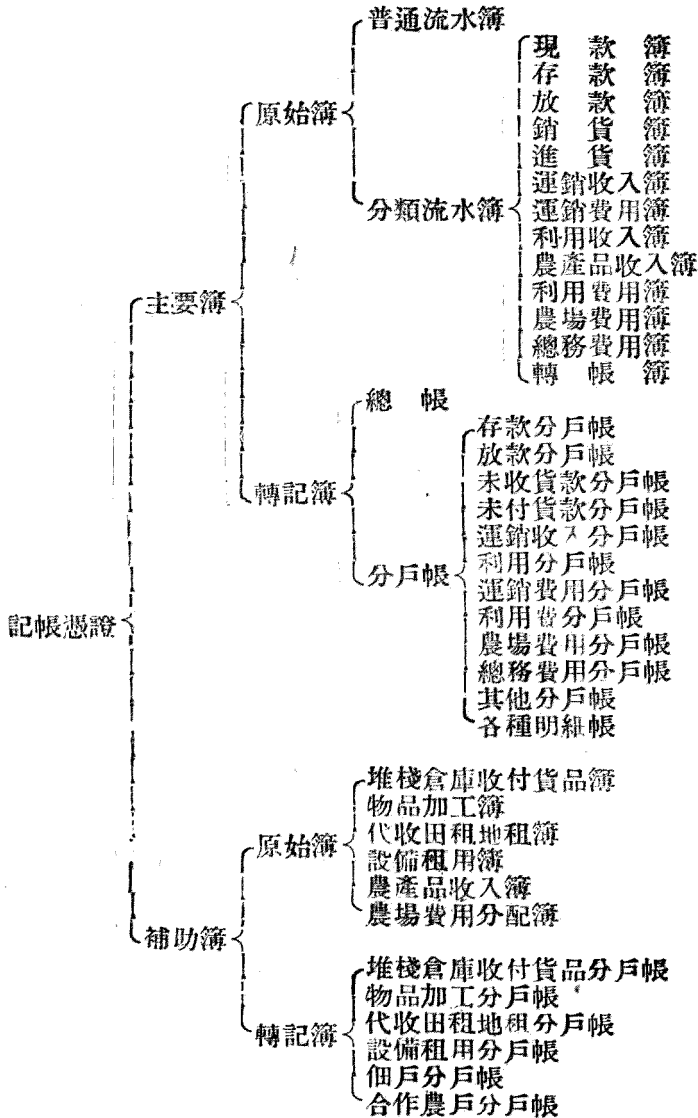 記帳憑證
主要簿
原始簿
普通流水簿
分類流水簿
現款簿
存款簿
放款簿
銷貨簿
進貨簿
運銷收入簿
運銷費用簿
利用收入簿
農產品收入簿
利用費用簿
農場費用簿
總務費用簿
轉帳簿
轉記簿
總帳
分戶帳
存款分戶帳
放款分戶帳
未收貨款分戶帳
未付貨款分戶帳
運銷收入分戶帳
利用分戶帳
運銷費用分戶帳
利用費分戶帳
農場費用分戶帳
總務費用分戶帳
其他分戶帳
各種明細帳
補助簿
原始簿
堆棧倉庫收付貨品簿
物品加工簿
代收田租地租簿
設備租用簿
農產品收入簿
農場費用分配簿
轉記簿
堆棧倉庫收付貨品分戶帳
物品加工分戶帳
代收田租地租分戶帳
設備租用分戶帳
佃戶分戶帳
合作農戶分戶帳